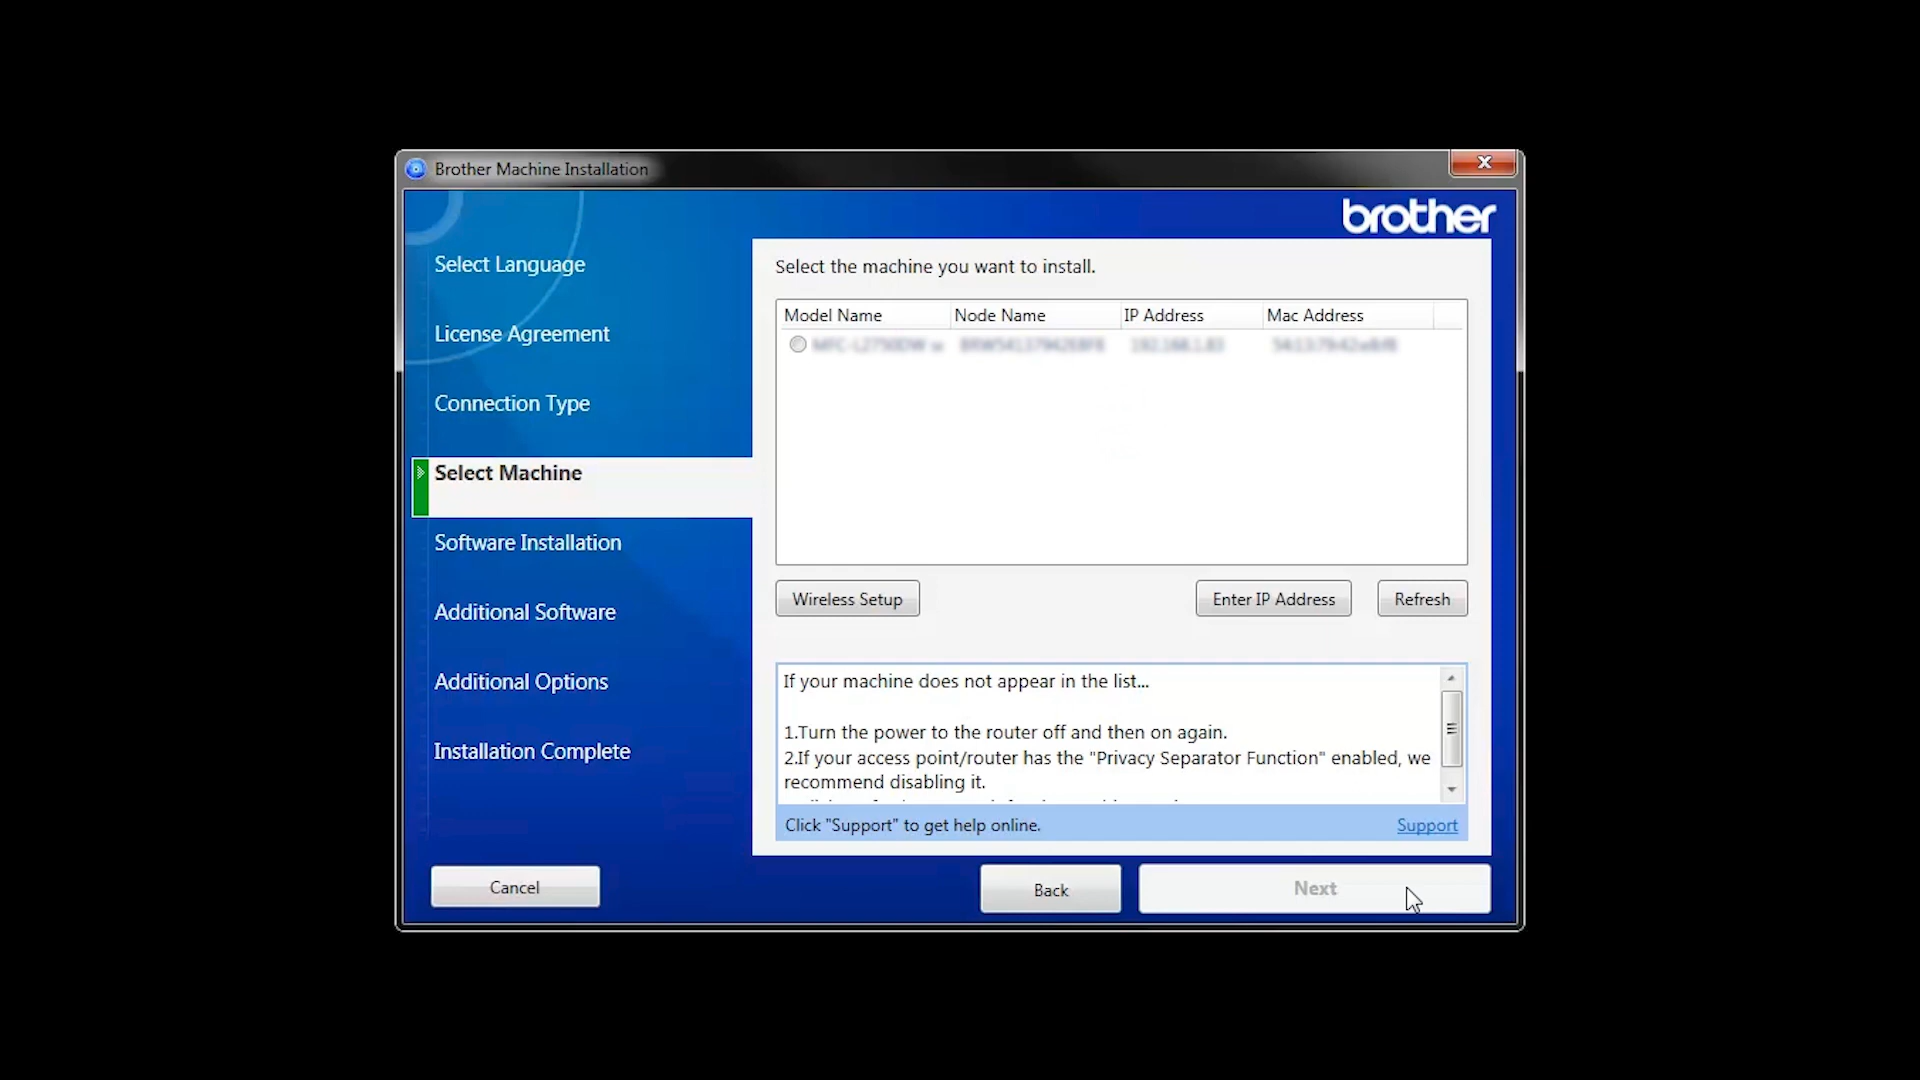 Brother Machine Installation
brother
Select Language
License Agreement
Connection Type
Select Machine
Software Installation
Additional Software
Additional Options
Installation Complete
Select the machine you want to install.
Model Name Node Name IP Address Mac Address
Wireless Setup Enter IP Address Refresh
If your machine does not appear in the list...
1.Turn the power to the router off and then on again.
2.If your access point/router has the "Privacy Separator Function" enabled, we
recommend disabling it.
Click "Support" to get help online. Support
Cancel Back Next